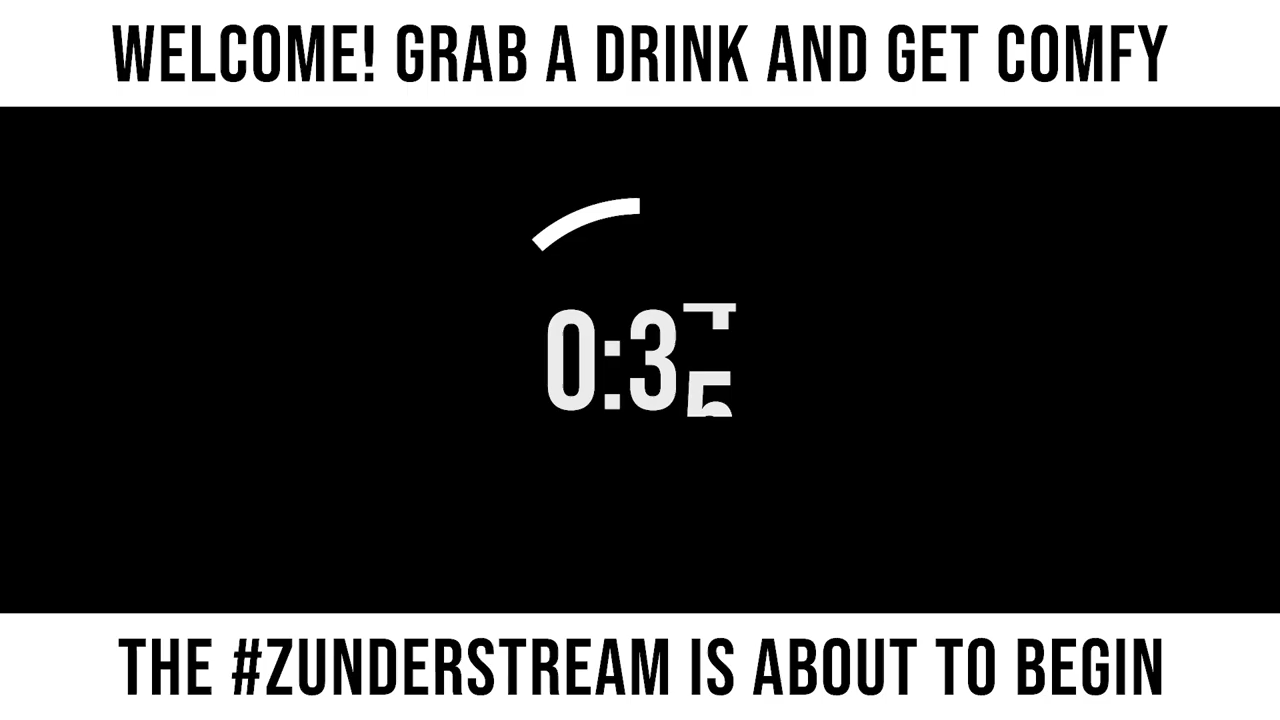 WELCOME! GRAB A DRINK AND GET COMFY
0:3
THE #ZUNDERSTREAM IS ABOUT TO BEGIN